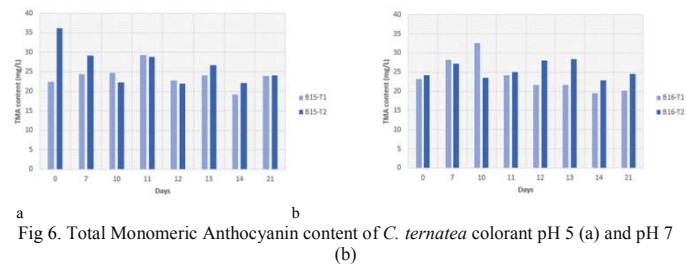 40
35
30
25
20
15
10
5
0
TMA content (mg/L)
0 7 10 11 12 13 14 21
Days
B15-T1
B15-T2
40
35
30
25
20
15
10
5
0
TMA content (mg/L)
0 7 10 11 12 13 14 21
Days
B16-T1
B16-T2
a b
Fig 6. Total Monomeric Anthocyanin content of C. ternatea colorant pH 5 (a) and pH 7
(b)